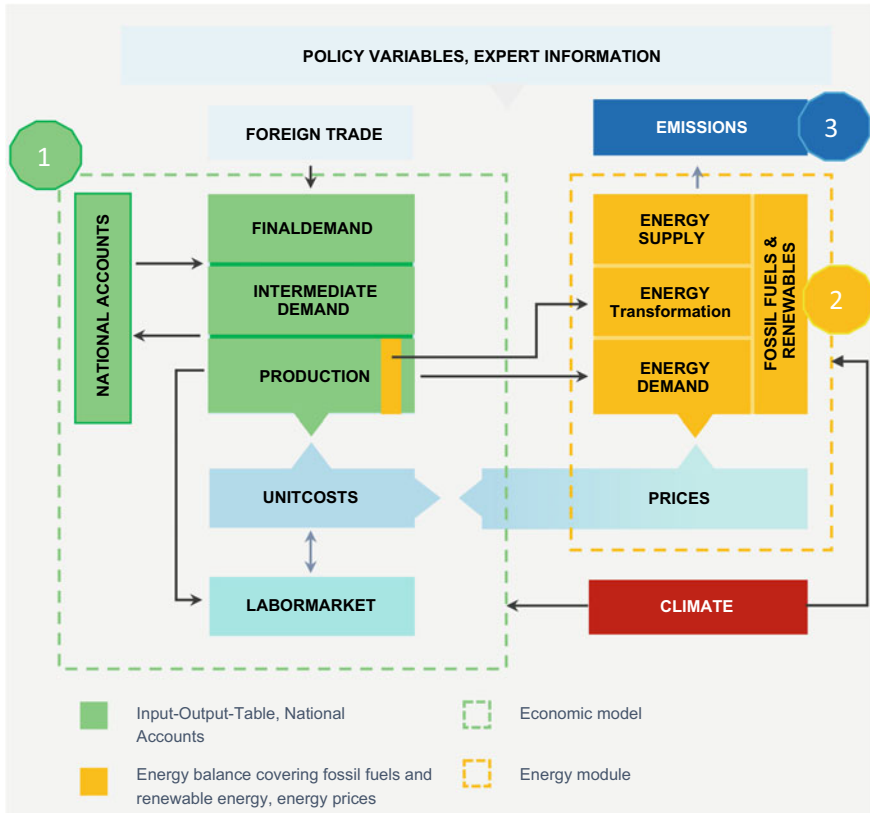 POLICY VARIABLES, EXPERT INFORMATION
FOREIGN TRADE
EMISSIONS
3
1
NATIONAL ACCOUNTS
FINALDEMAND
INTERMEDIATE
DEMAND
PRODUCTION
ENERGY
SUPPLY
ENERGY
Transformation
ENERGY
DEMAND
FOSSIL FUELS &
RENEWABLES
2
UNITCOSTS
PRICES
LABORMARKET
CLIMATE
Input-Output-Table, National
Accounts
Economic model
Energy balance covering fossil fuels and
renewable energy, energy prices
Energy module